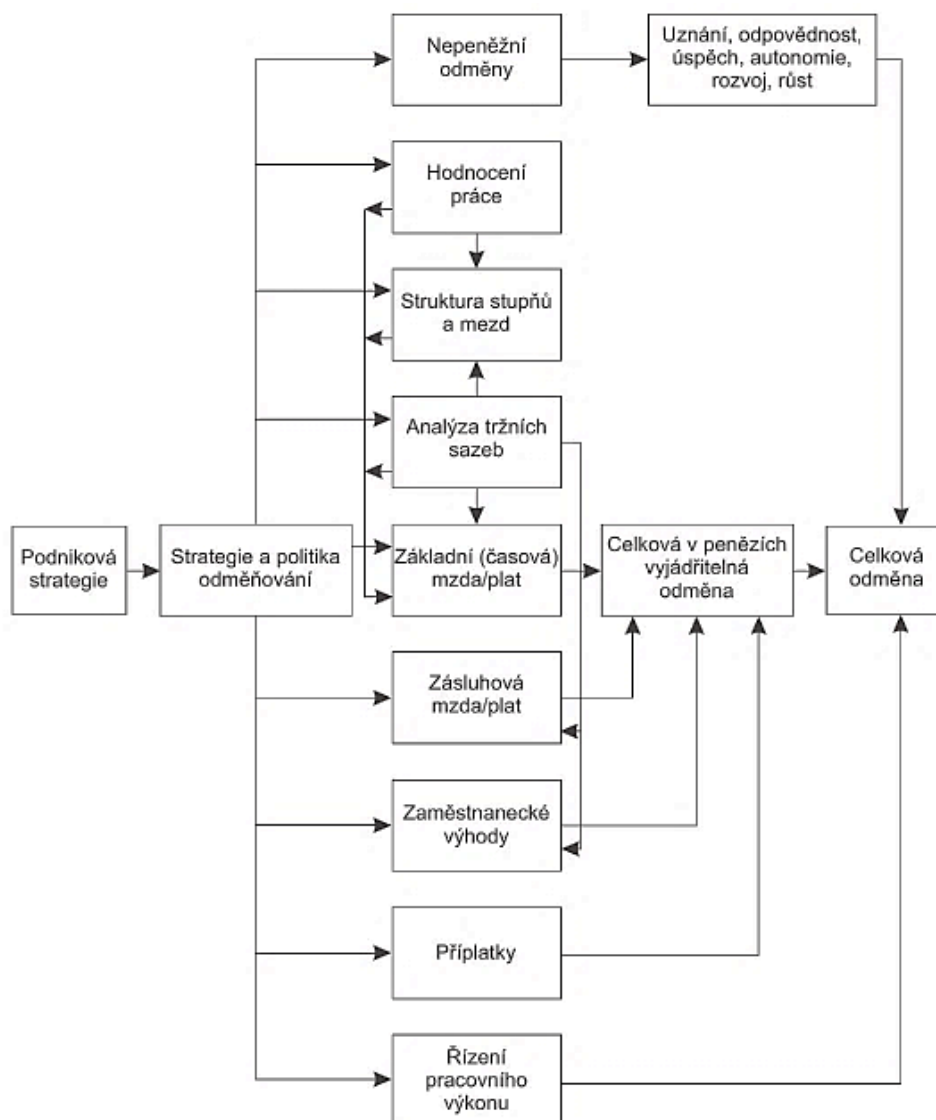 Nepeněžní
odměny
Uznání, odpovědnost,
úspěch, autonomie,
rozvoj, růst
Hodnocení
práce
Struktura stupňů
a mezd
Analýza tržních
sazeb
Podniková
strategie
Strategie a politika
odměňování
Základní (časová)
mzda/plat
Celková v penězích
vyjádřitelná
odměna
Celková
odměna
Zásluhová
mzda/plat
Zaměstnanecké
výhody
Příplatky
Řízení
pracovního
výkonu